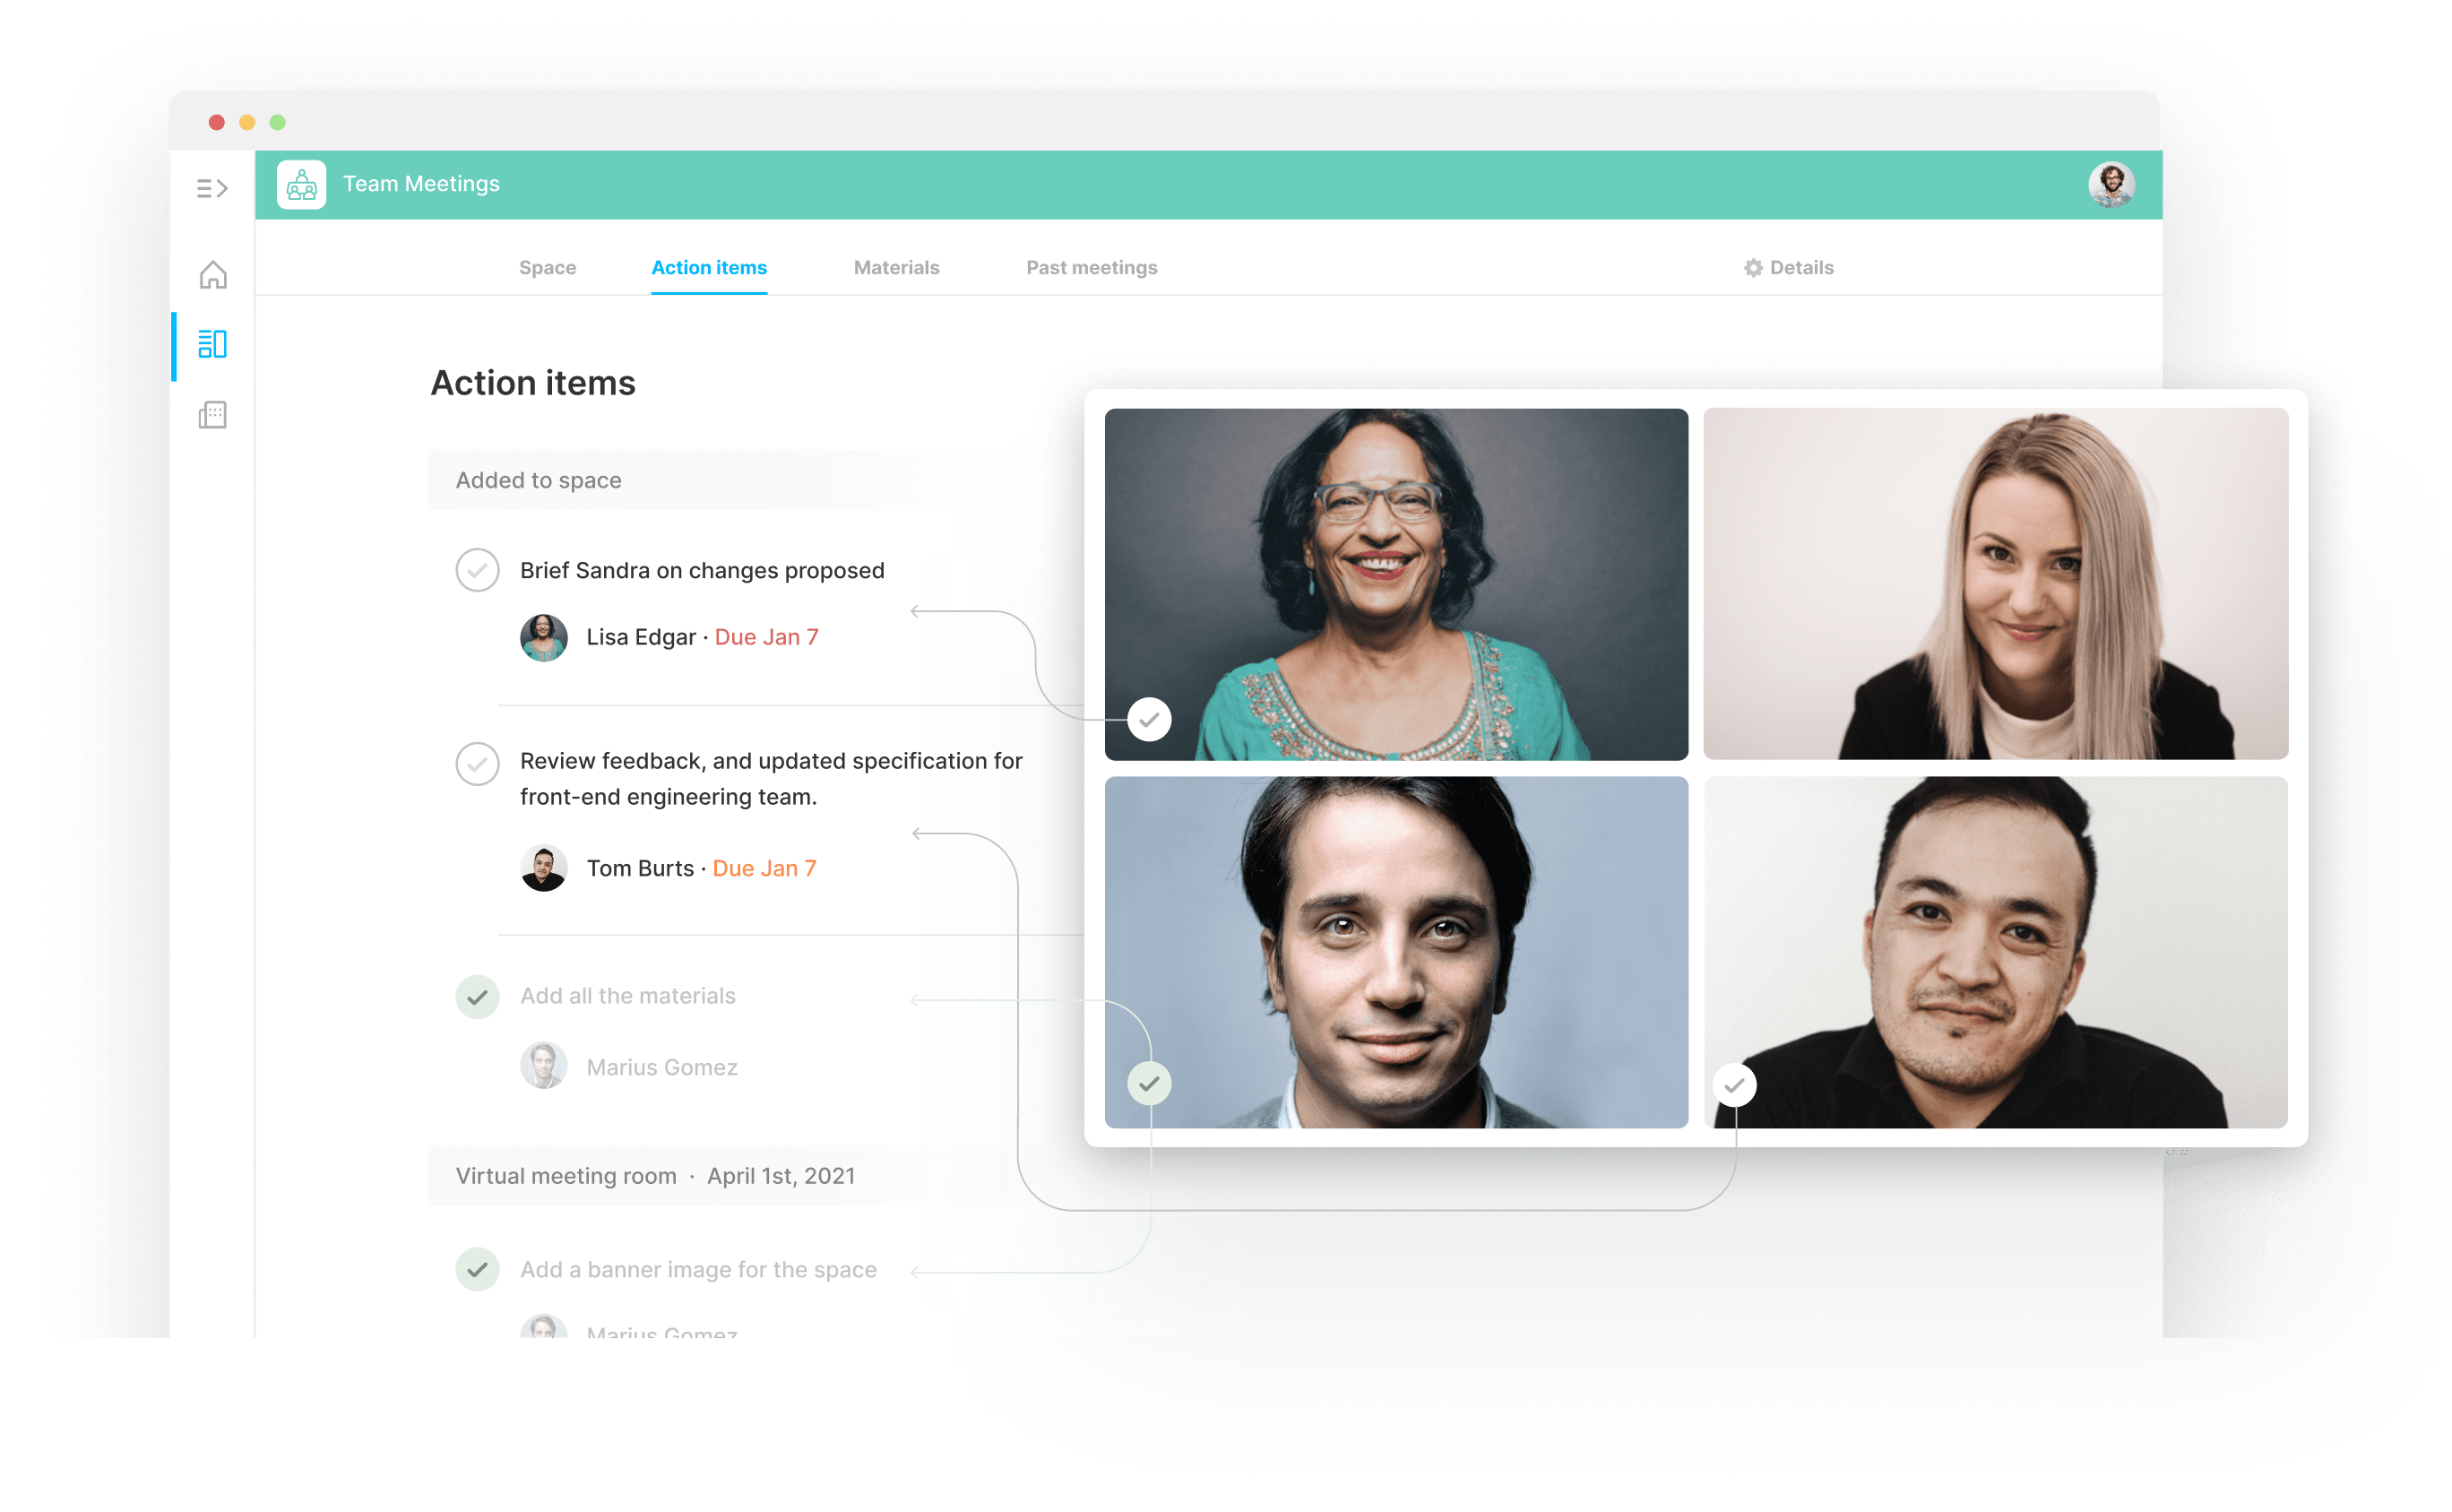 Team Meetings
Space
Action items
Materials
Past meetings
Details
Action items
Added to space
Brief Sandra on changes proposed
Lisa Edgar · Due Jan 7
Review feedback, and updated specification for
front-end engineering team.
Tom Burts · Due Jan 7
Add all the materials
Marius Gomez
Virtual meeting room · April 1st, 2021
Add a banner image for the space
Marius Gomez